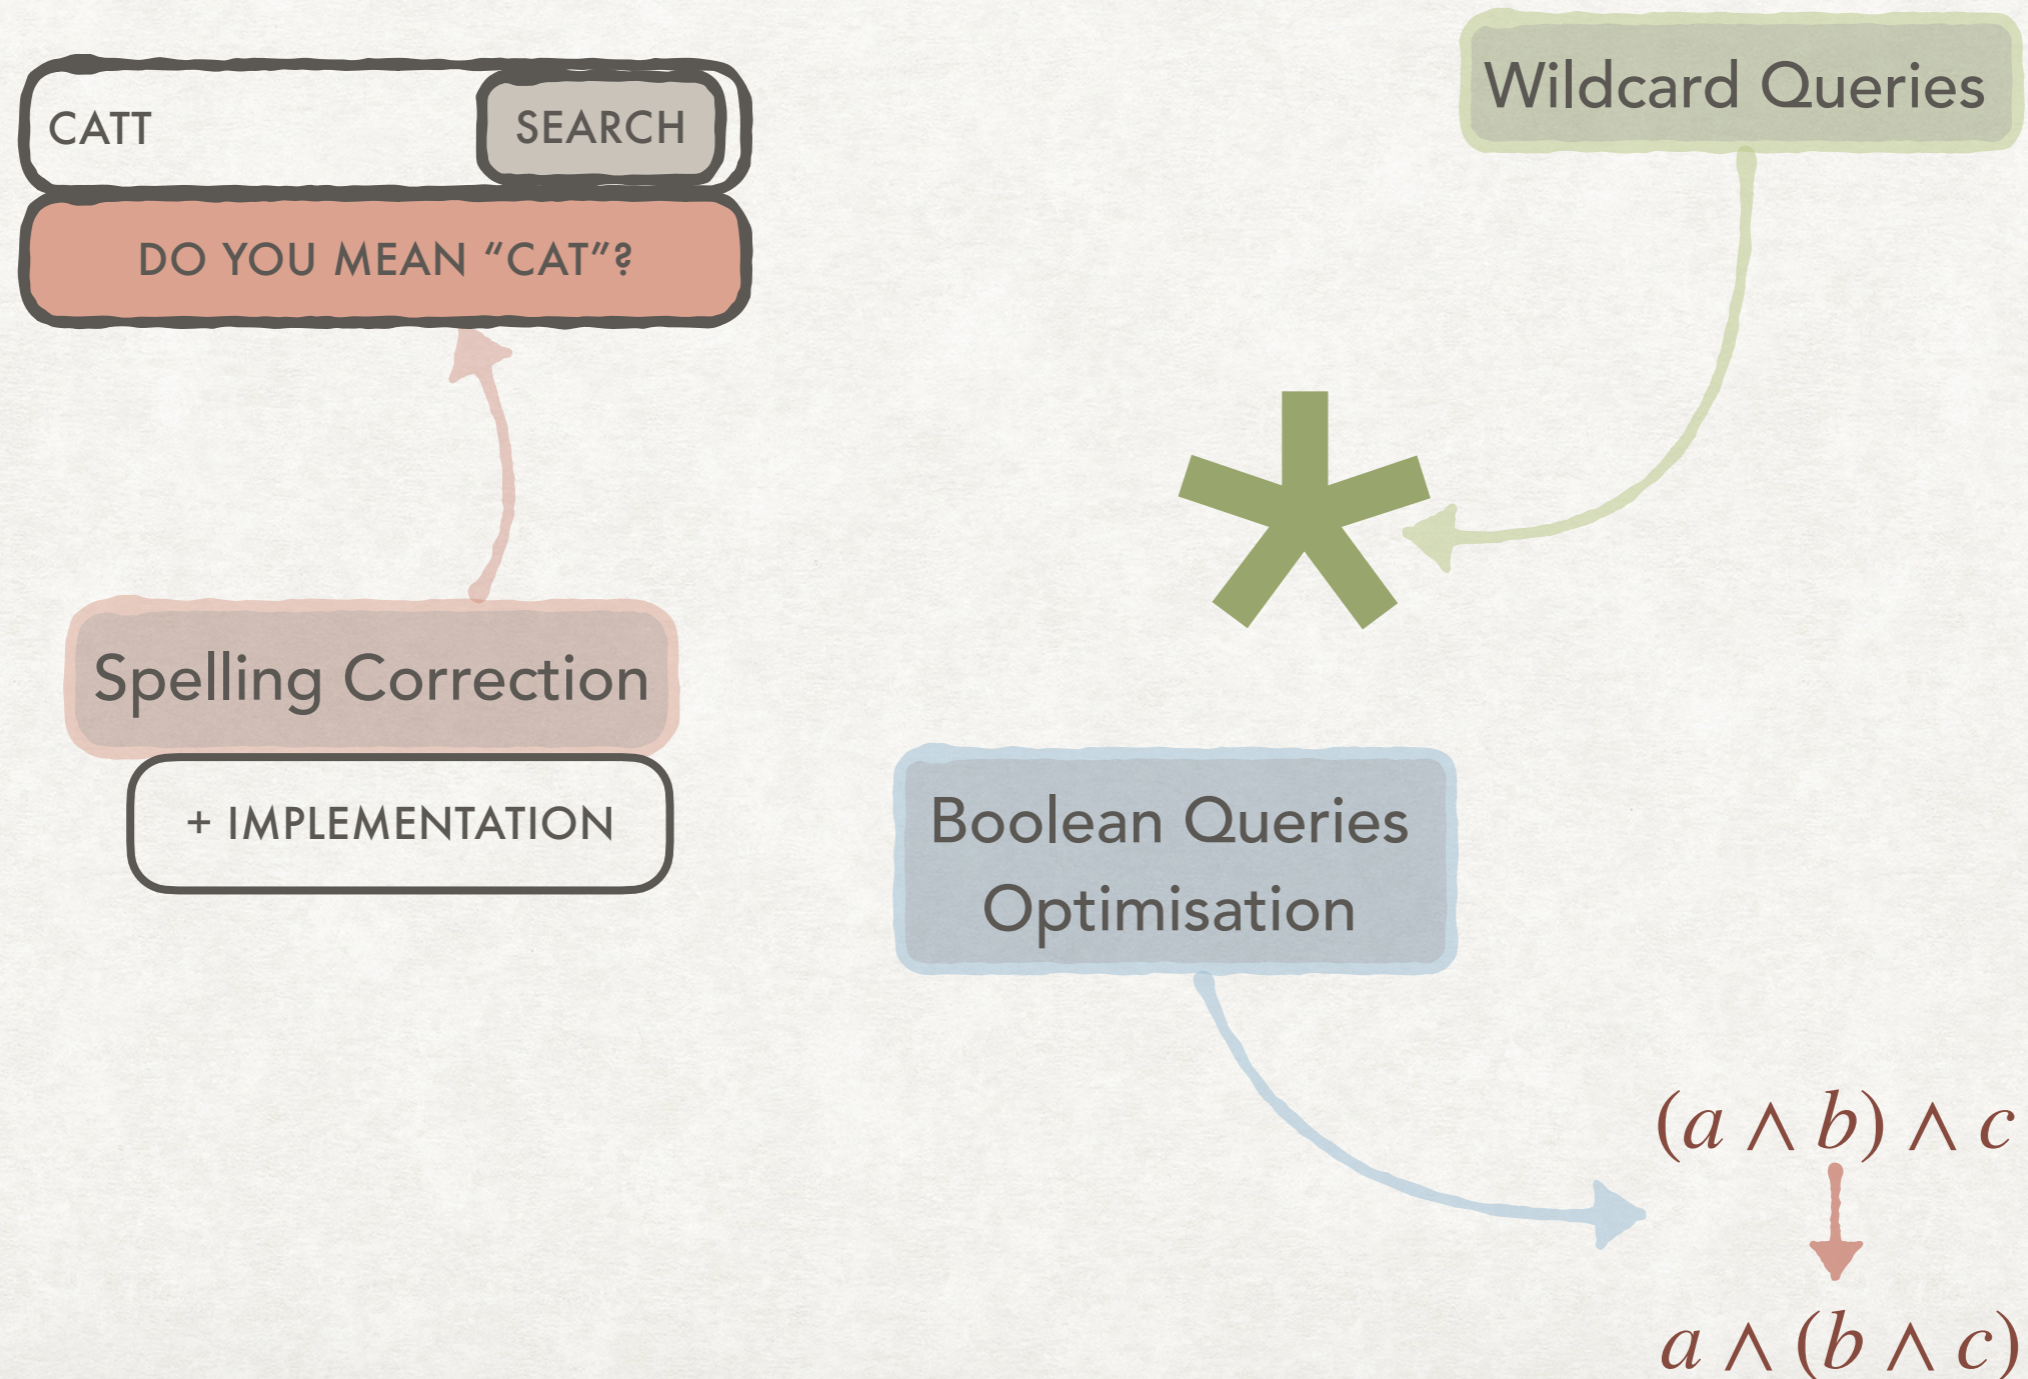 CATT
SEARCH
DO YOU MEAN “CAT”?
Spelling Correction
+ IMPLEMENTATION
Wildcard Queries
*
Boolean Queries
Optimisation
(a ∧ b) ∧ c
a ∧ (b ∧ c)